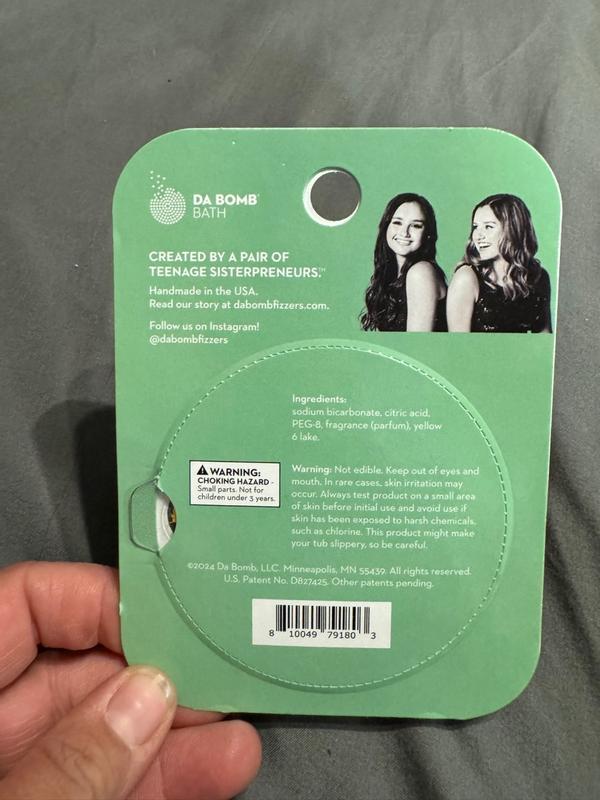 DA BOMB®
BATH
CREATED BY A PAIR OF
TEENAGE SISTERPRENEURS.™
Handmade in the USA.
Read our story at dabombfizzers.com.
Follow us on Instagram!
@dabombfizzers
Ingredients:
sodium bicarbonate, citric acid,
PEG-8, fragrance (parfum), yellow
6 lake.
WARNING:
CHOKING HAZARD -
Small parts. Not for
children under 3 years.
Warning: Not edible. Keep out of eyes and
mouth. In rare cases, skin irritation may
occur. Always test product on a small area
of skin before initial use and avoid use if
skin has been exposed to harsh chemicals,
such as chlorine. This product might make
your tub slippery, so be careful.
©2024 Da Bomb, LLC. Minneapolis, MN 55439. All rights reserved.
U.S. Patent No. D827425. Other patents pending.
8 10049 79180 3